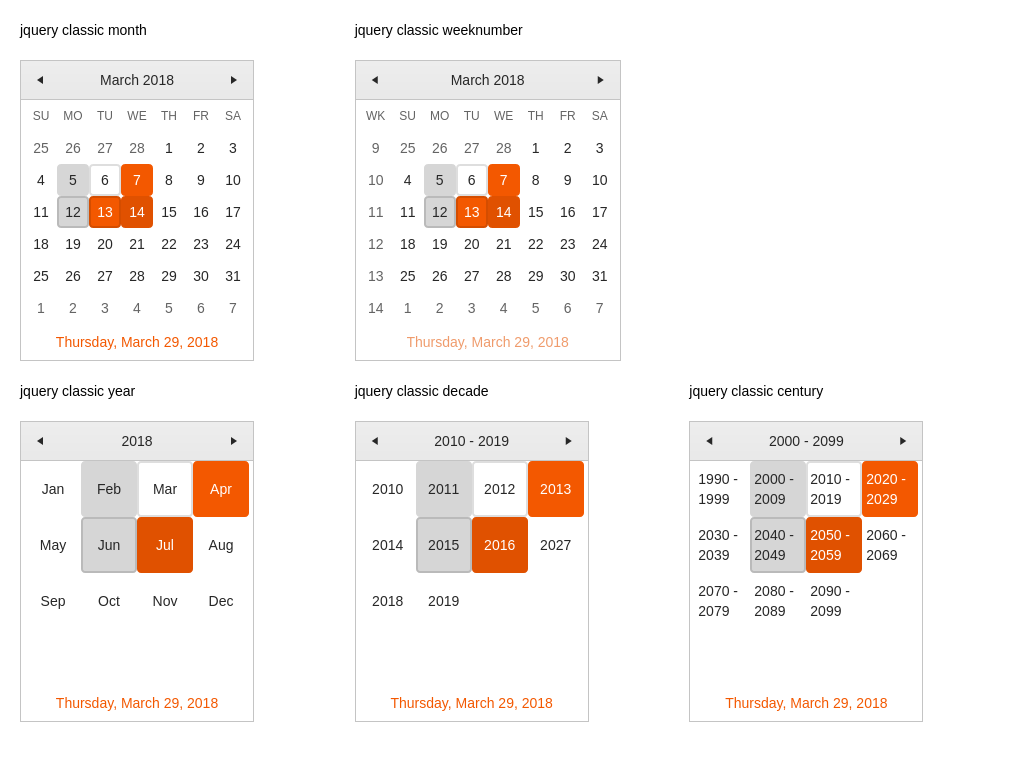 jquery classic month
jquery classic weeknumber
March 2018
March 2018
SU MO TU WE TH FR SA
WK SU MO TU WE TH FR SA
25 26 27 28 1 2 3
9 25 26 27 28 1 2 3
4 5 6 7 8 9 10
10 4 5 6 7 8 9 10
11 12 13 14 15 16 17
11 11 12 13 14 15 16 17
18 19 20 21 22 23 24
12 18 19 20 21 22 23 24
25 26 27 28 29 30 31
13 25 26 27 28 29 30 31
1 2 3 4 5 6 7
14 1 2 3 4 5 6 7
Thursday, March 29, 2018
Thursday, March 29, 2018
jquery classic year
jquery classic decade
jquery classic century
2018
2010 - 2019
2000 - 2099
Jan Feb Mar Apr
2010 2011 2012 2013
1990 - 2000 - 2010 - 2020 -
1999 2009 2019 2029
May Jun Jul Aug
2014 2015 2016 2027
2030 - 2040 - 2050 - 2060 -
2039 2049 2059 2069
Sep Oct Nov Dec
2018 2019
2070 - 2080 - 2090 -
2079 2089 2099
Thursday, March 29, 2018
Thursday, March 29, 2018
Thursday, March 29, 2018